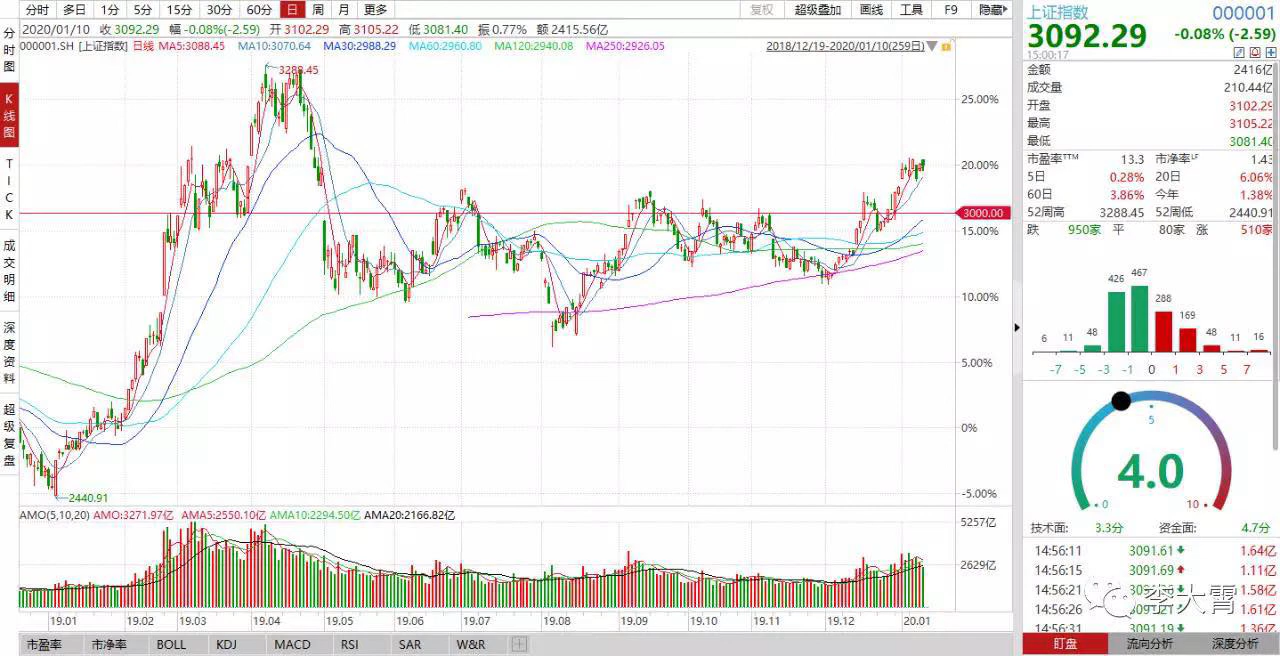 分时 多日 1分 5分 15分 30分 60分 日 周 月 更多 复权 超级叠加 画线 工具 F9 隐藏
2020/01/10 收 3092.29 幅 -0.08%(-2.59) 开 3102.29 高 3105.22 低 3081.40 振 0.77% 额 2415.56亿
000001.SH [上证指数] 日线 MA5:3088.45 MA10:3070.64 MA30:2988.29 MA60:2960.80 MA120:2940.08 MA250:2926.05 2018/12/19-2020/01/10(259日)
分时图
K线图
TICK
成交明细
深度资料
超级复盘
3288.45
25.00%
20.00%
3000.00
15.00%
10.00%
5.00%
0%
-5.00%
2440.91
AMO(5,10,20) AMO:3271.97亿 AMA5:2550.10亿 AMA10:2294.50亿 AMA20:2166.82亿
5257亿
2629亿
19.01 19.02 19.03 19.04 19.05 19.06 19.07 19.08 19.09 19.10 19.11 19.12 20.01
市盈率 市净率 BOLL KDJ MACD RSI SAR W&R
上证指数 000001
3092.29 -0.08% (-2.59)
15:00:17
金额 2416亿
成交量 210.44亿
开盘 3102.29
最高 3105.22
最低 3081.40
市盈率TTM 13.3 市净率LF 1.43
5日 0.28% 20日 6.06%
60日 3.86% 今年 1.38%
52周高 3288.45 52周低 2440.91
跌 950家 平 80家 涨 510家
6 11 48 426 467 288 169 48 11 16
-7 -5 -3 -1 0 1 3 5 7
5
4.0
0 10
技术面: 3.3分 资金面: 4.7分
14:56:11 3091.61 1.64亿
14:56:15 3091.69 1.11亿
14:56:21 1.58亿
14:56:26 1.61亿
14:56:31 3091.19 1.36亿
李大霄
盯盘 流向分析 深度分析